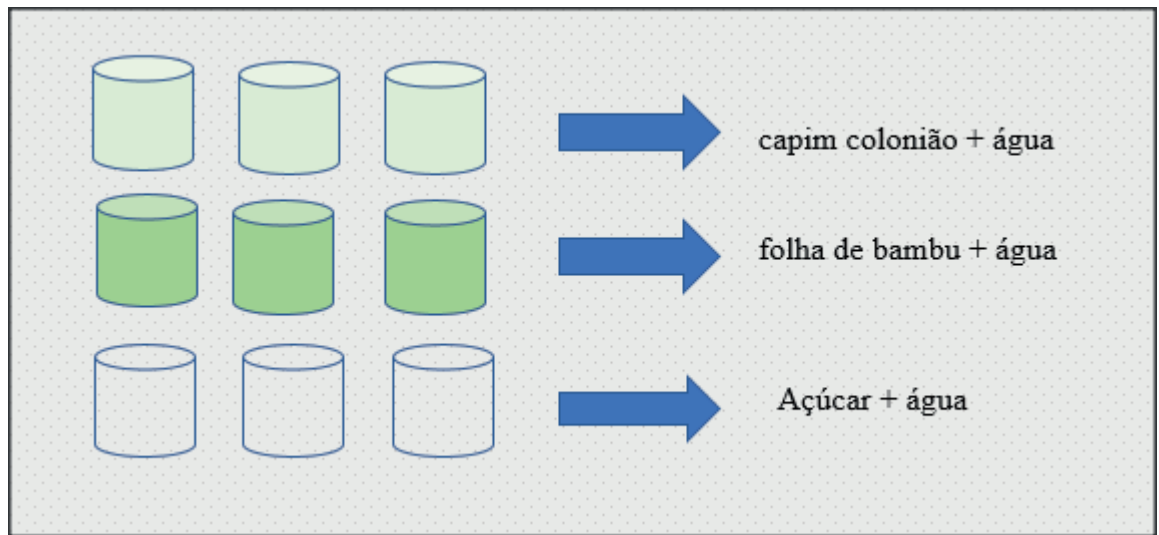 capim colonião + água
folha de bambu + água
Açúcar + água